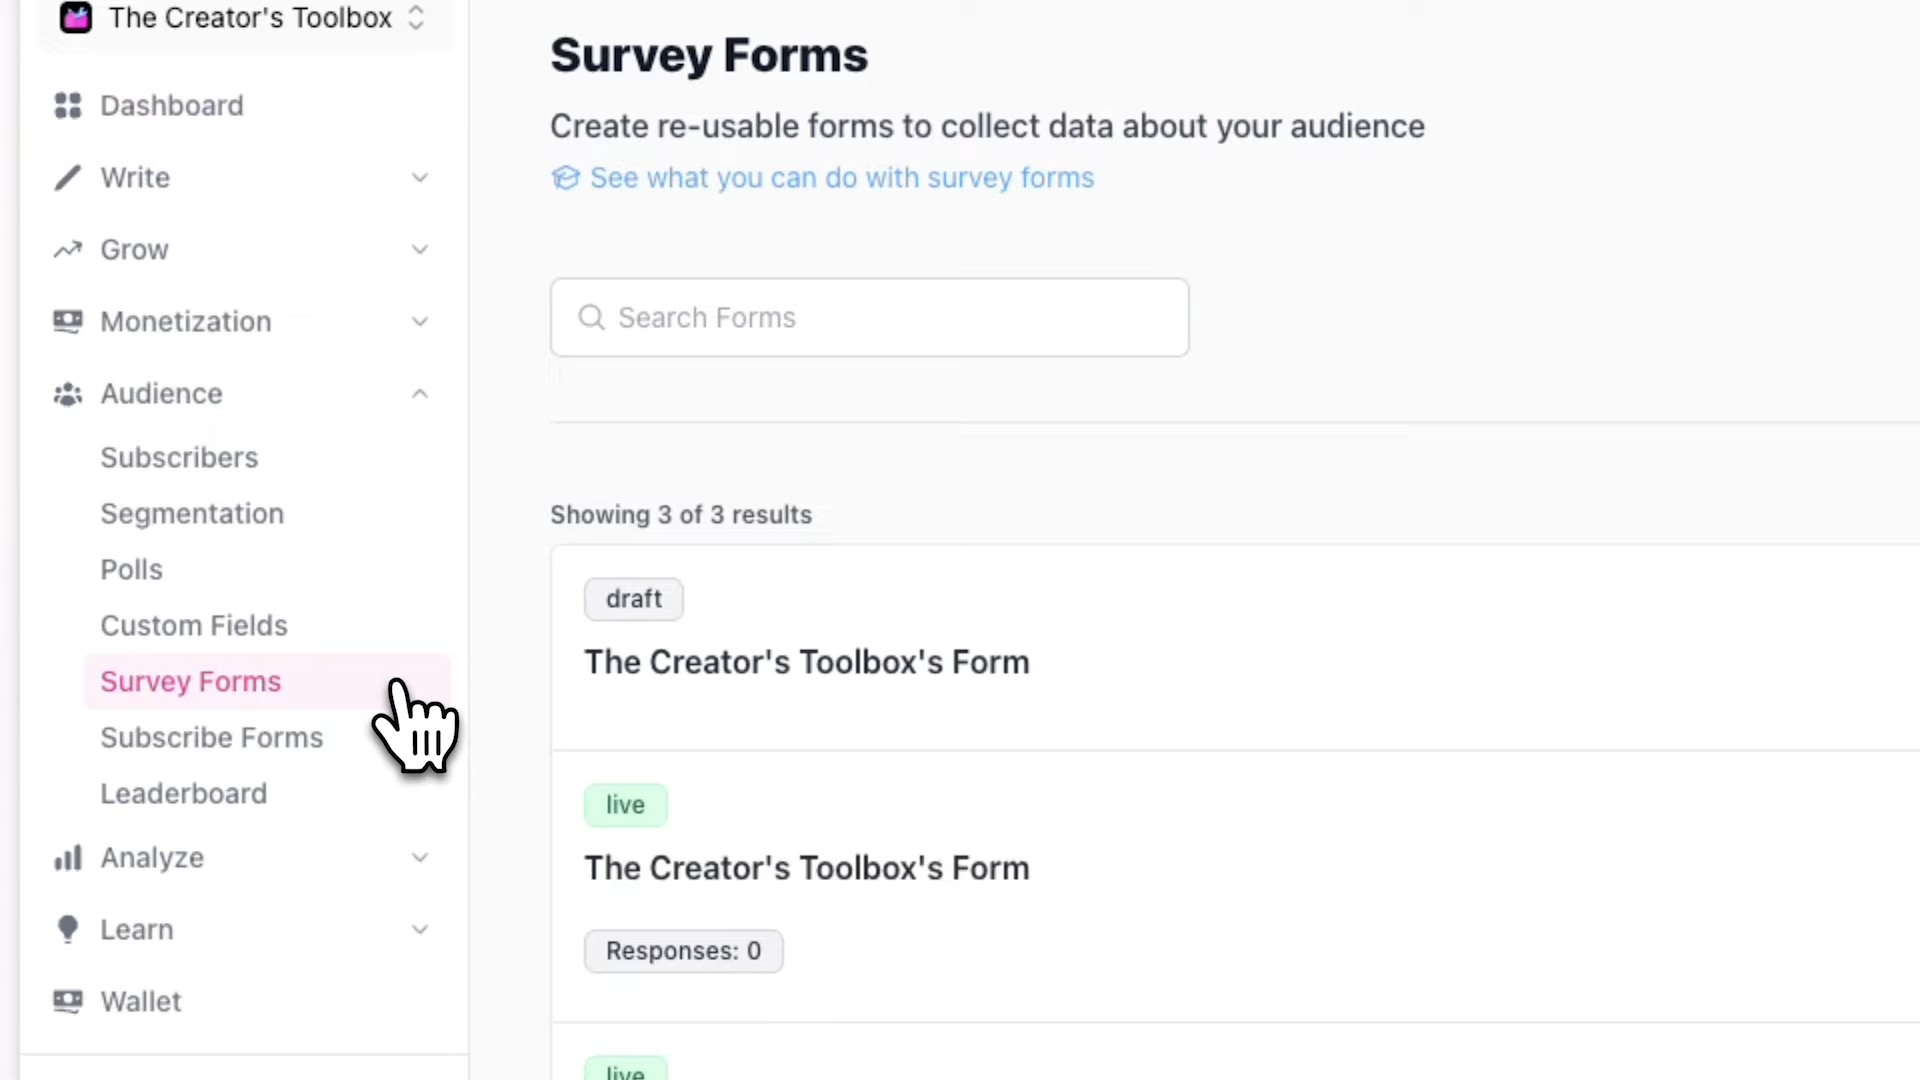 The Creator's Toolbox
Dashboard
Write
Grow
Monetization
Audience
Subscribers
Segmentation
Polls
Custom Fields
Survey Forms
Subscribe Forms
Leaderboard
Analyze
Learn
Wallet
Survey Forms
Create re-usable forms to collect data about your audience
See what you can do with survey forms
Search Forms
Showing 3 of 3 results
draft
The Creator's Toolbox's Form
live
The Creator's Toolbox's Form
Responses: 0
live